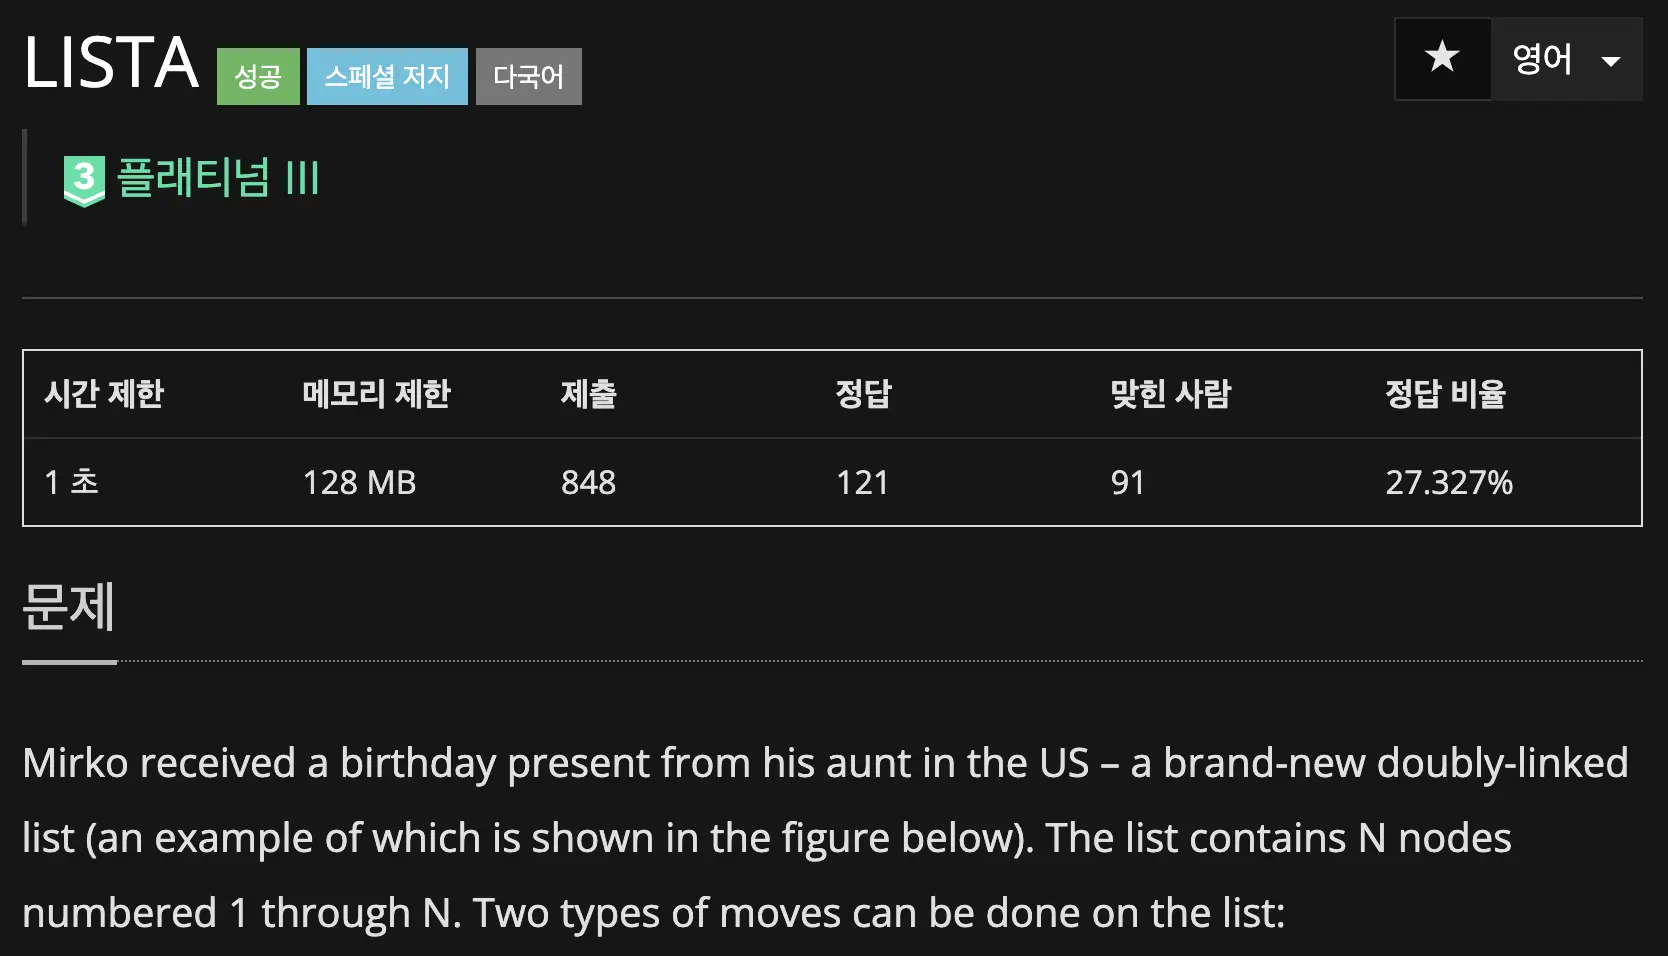 LISTA 성공 스페셜 저지 다국어 ★ 영어
3 플래티넘 III
시간 제한 메모리 제한 제출 정답 맞힌 사람 정답 비율
1 초 128 MB 848 121 91 27.327%
문제
Mirko received a birthday present from his aunt in the US – a brand-new doubly-linked
list (an example of which is shown in the figure below). The list contains N nodes
numbered 1 through N. Two types of moves can be done on the list: